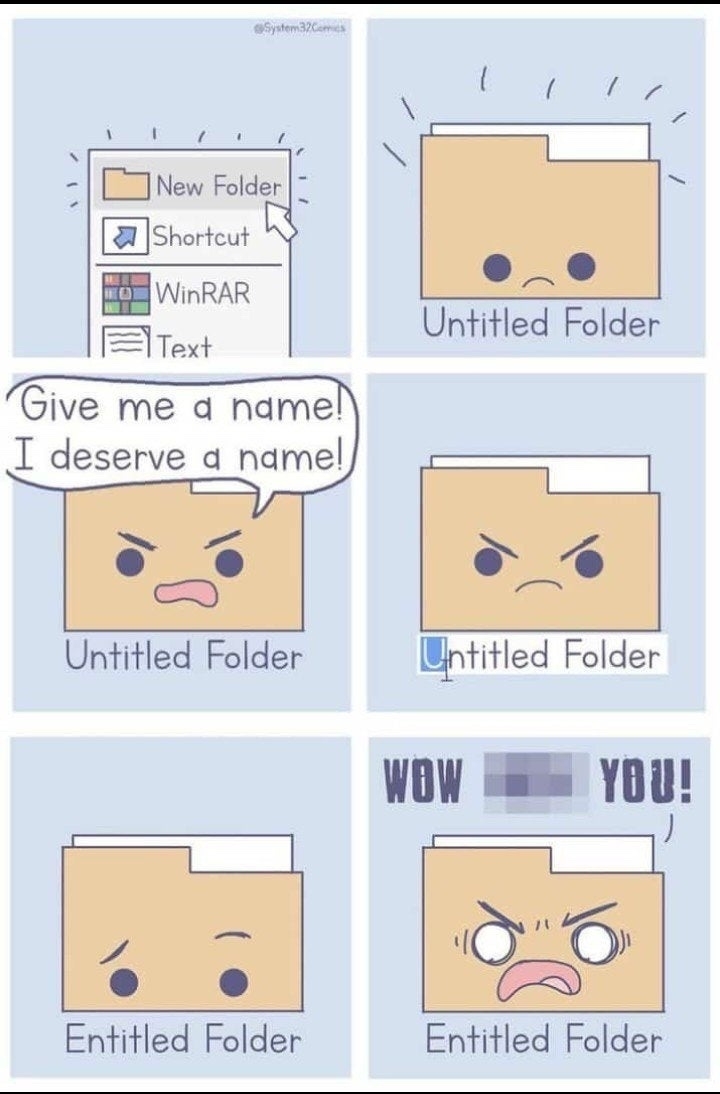 @System32Comics
New Folder
Shortcut
WinRAR
Text
Untitled Folder
Give me a name!
I deserve a name!
Untitled Folder
Untitled Folder
Entitled Folder
WOW YOU!
Entitled Folder